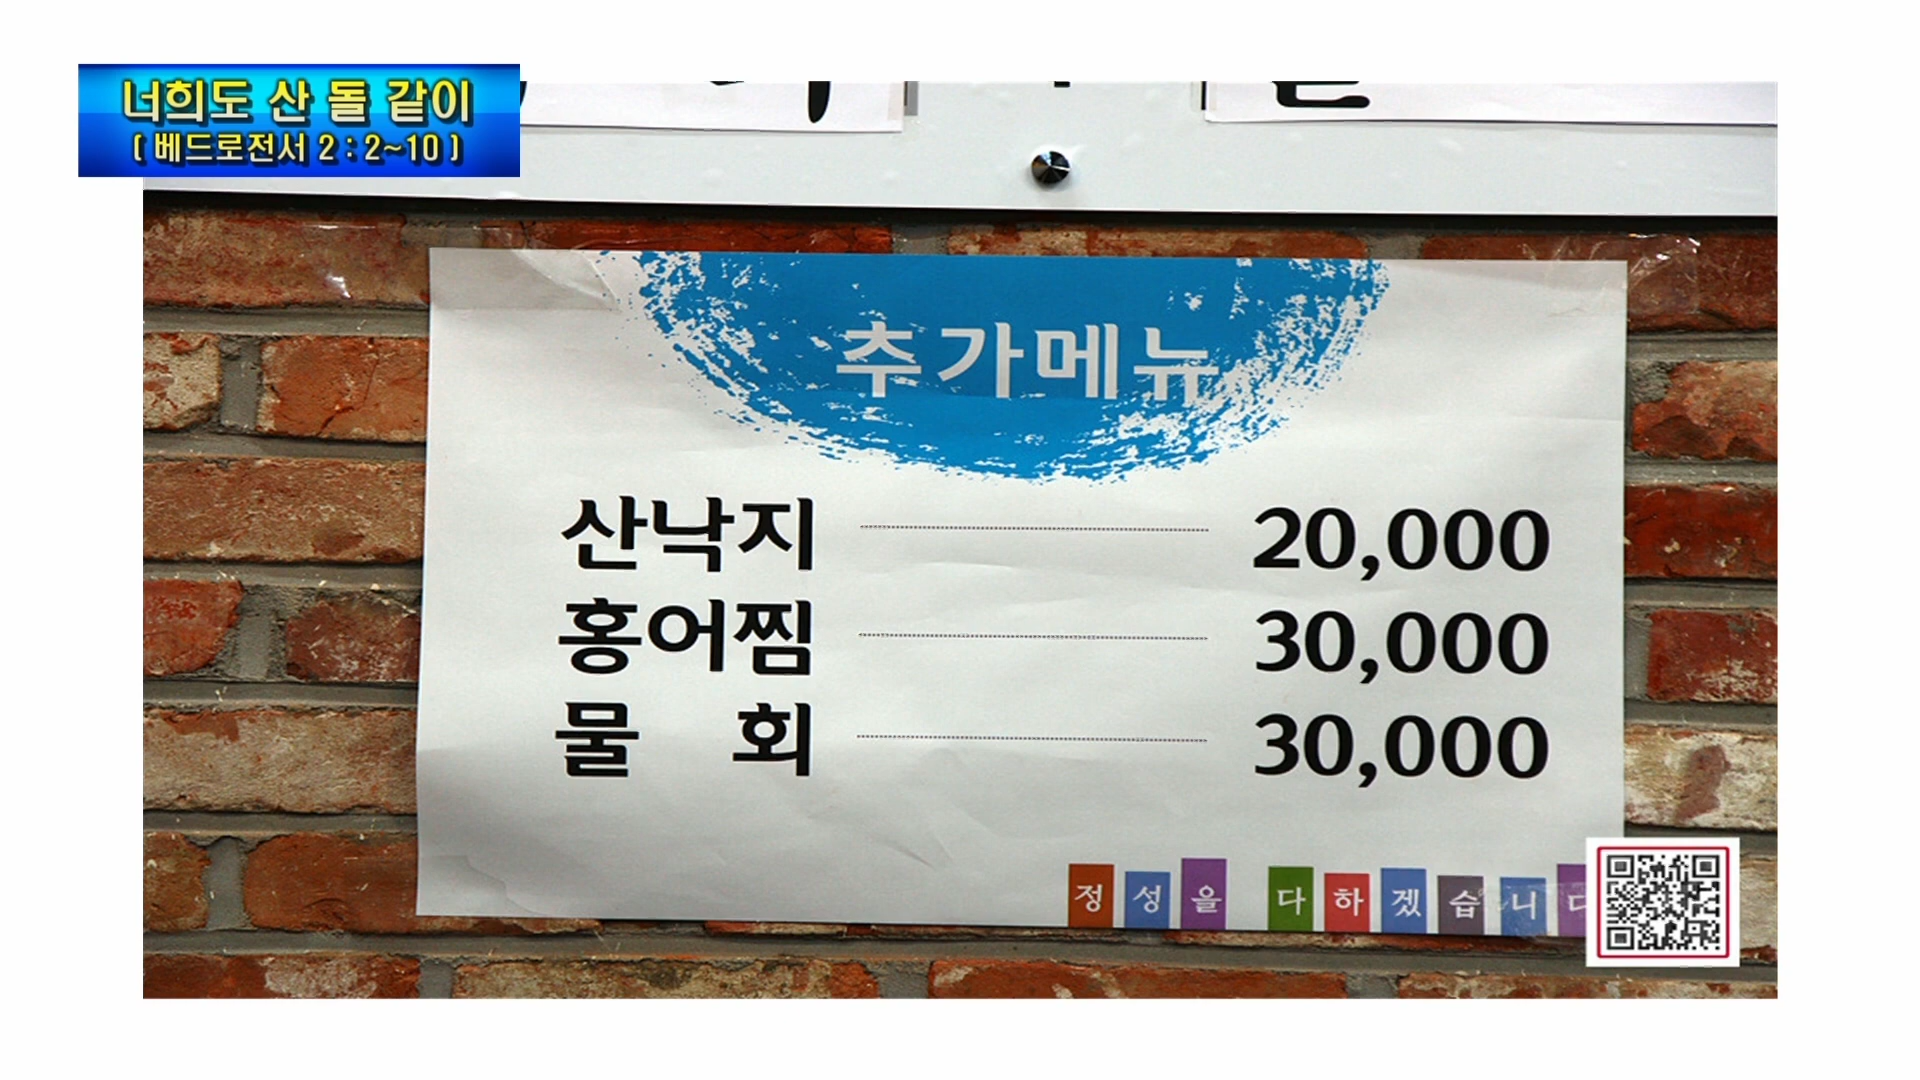 너희도 산 돌 같이
( 베드로전서 2 : 2~10 )
추가메뉴
산낙지 20,000
홍어찜 30,000
물 회 30,000
정성을 다하겠습니